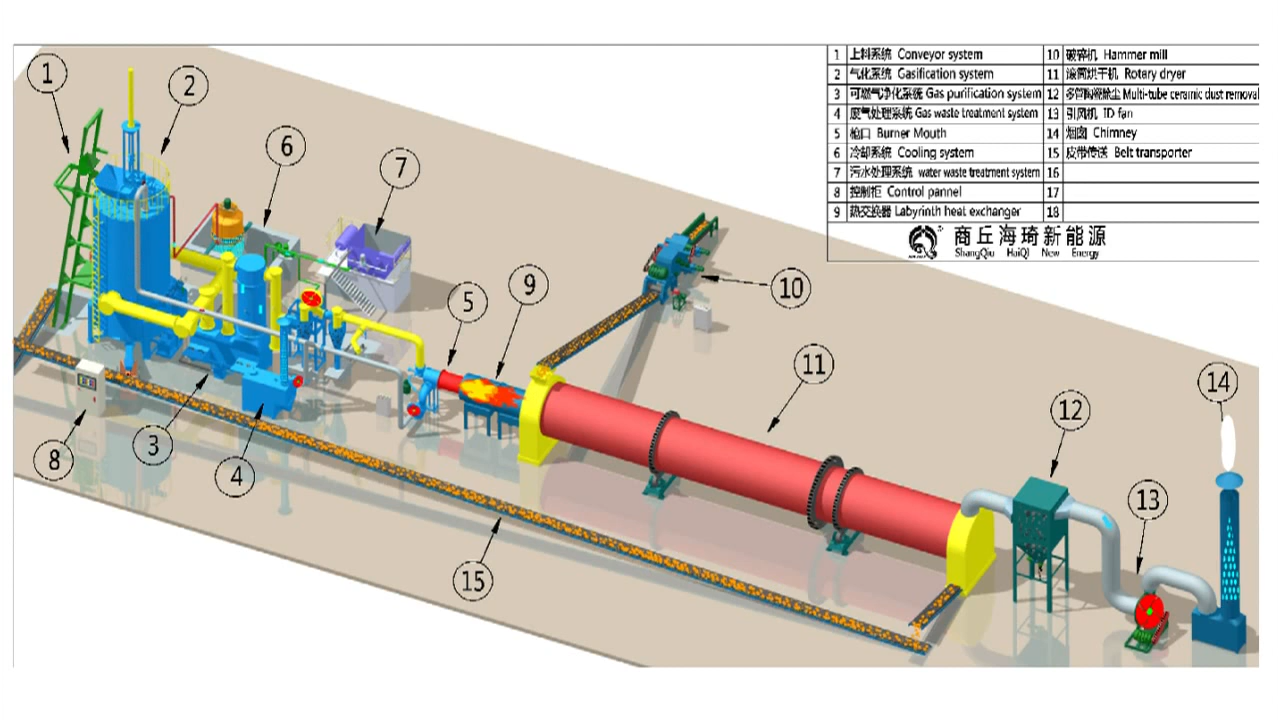 1 上料系统 Conveyor system 10 破碎机 Hammer mill
2 气化系统 Gasification system 11 滚筒烘干机 Rotary dryer
3 可燃气净化系统 Gas purification system 12 多管陶瓷除尘 Multi-tube ceramic dust removal
4 废气处理系统 Gas waste treatment system 13 引风机 ID fan
5 枪口 Burner Mouth 14 烟囱 Chimney
6 冷却系统 Cooling system 15 皮带传送 Belt transporter
7 污水处理系统 water waste treatment system 16
8 控制柜 Control pannel 17
9 热交换器 Labyrinth heat exchanger 18
商丘海琦新能源
ShangQiu HaiQI New Energy
1
2
6
7
5
9
10
11
14
12
13
8
3
4
15